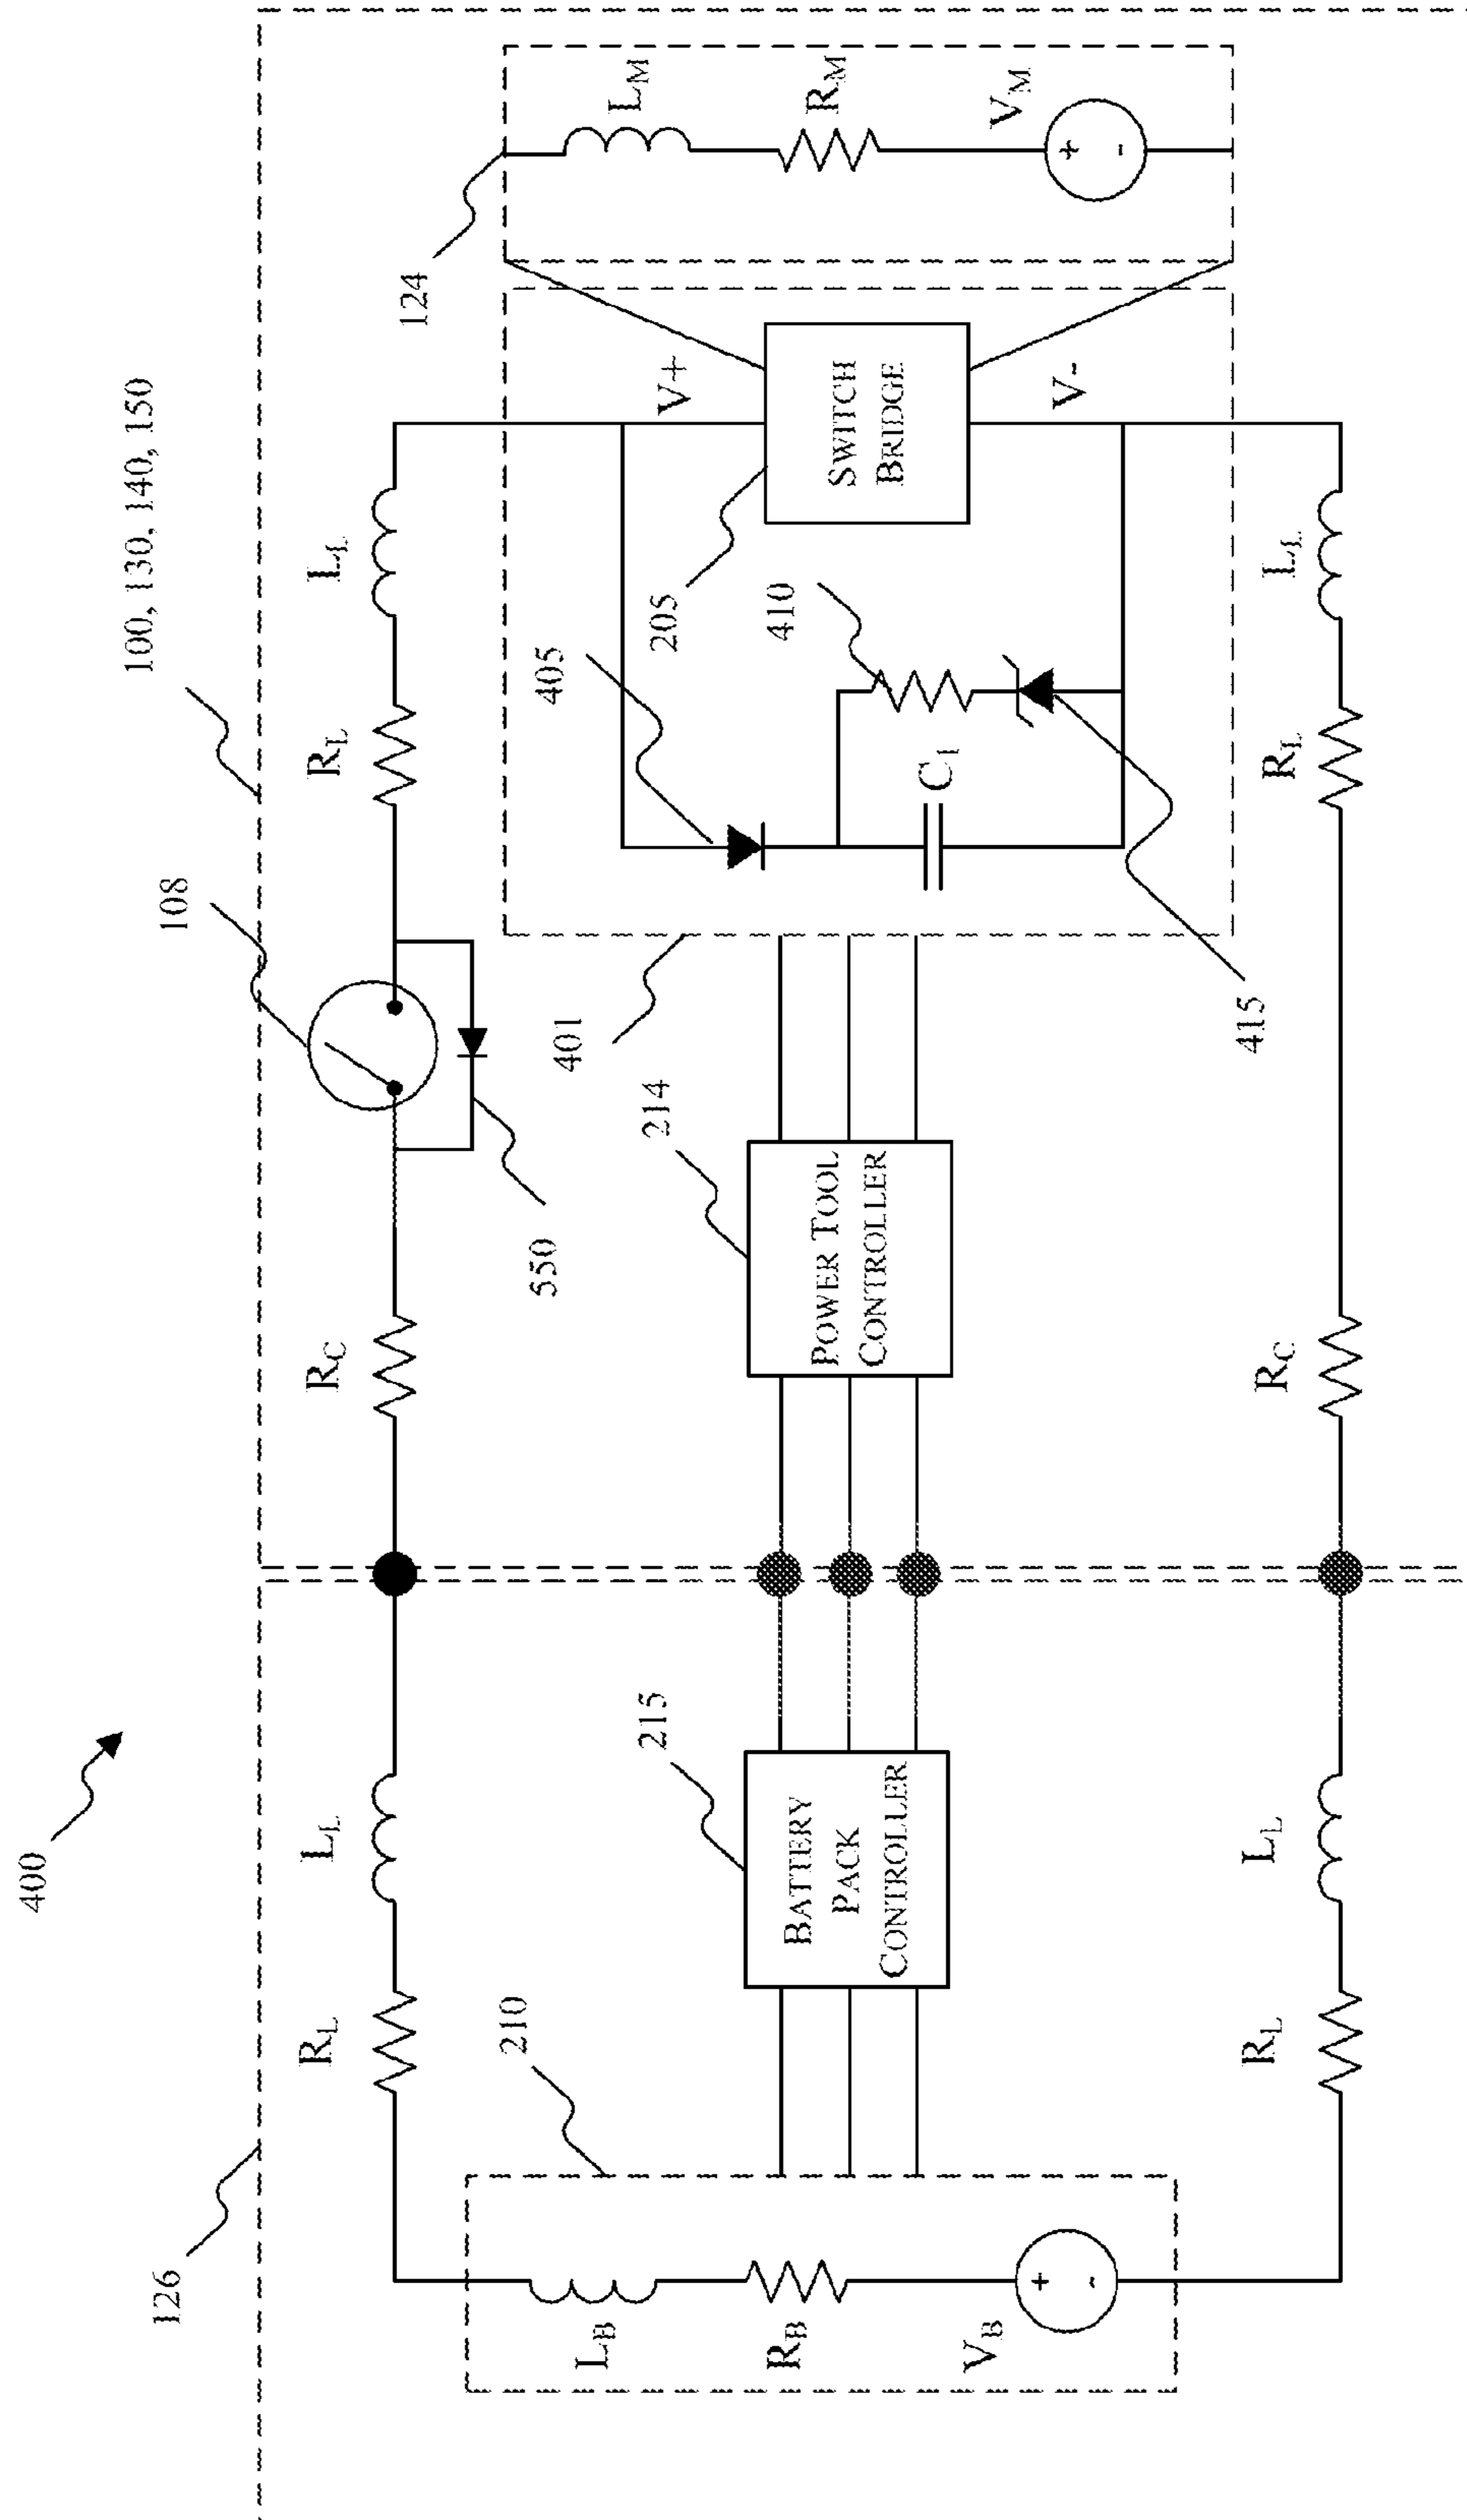 400
100, 130, 140, 150
126
108
R_L
L_L
R_C
R_L
L_L
124
210
550
405
401
L_B
L_M
215
214
205
V+
410
R_B
R_M
BATTERY
PACK
CONTROLLER
POWER TOOL
CONTROLLER
SWITCH
BRIDGE
C_1
V_B
V_M
+
-
+
-
V-
415
R_L
L_L
R_C
R_L
L_L